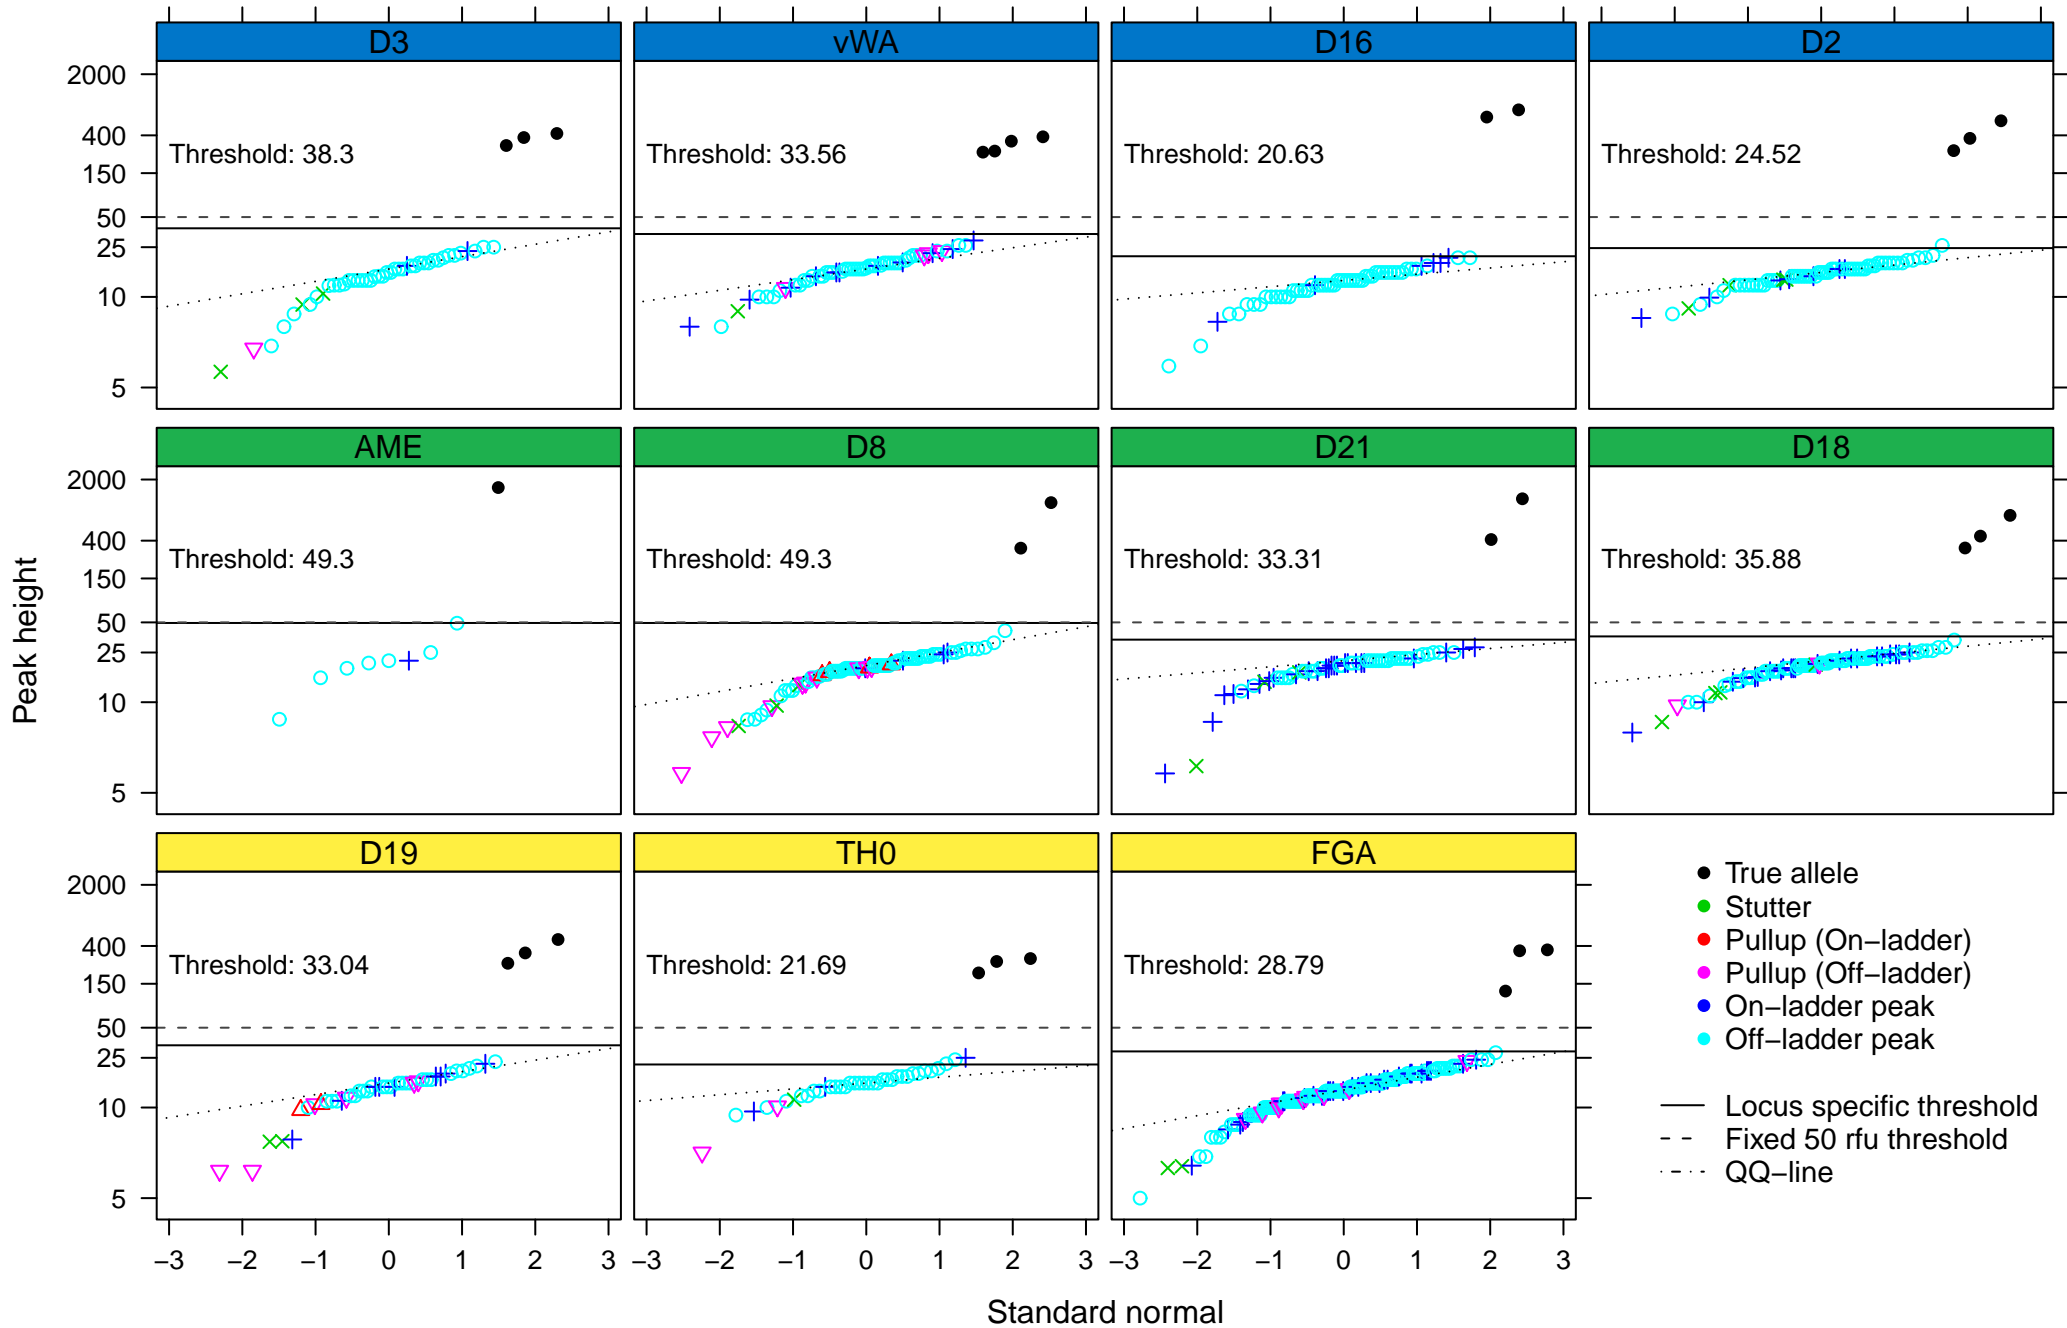 D3 vWA D16 D2
2000
400
150
50
25
10
5
Threshold: 38.3 Threshold: 33.56 Threshold: 20.63 Threshold: 24.52
AME D8 D21 D18
2000
400
150
50
25
10
5
Threshold: 49.3 Threshold: 49.3 Threshold: 33.31 Threshold: 35.88
Peak height
D19 TH0 FGA
2000
400
150
50
25
10
5
Threshold: 33.04 Threshold: 21.69 Threshold: 28.79
True allele
Stutter
Pullup (On−ladder)
Pullup (Off−ladder)
On−ladder peak
Off−ladder peak
Locus specific threshold
Fixed 50 rfu threshold
QQ−line
−3 −2 −1 0 1 2 3 −3 −2 −1 0 1 2 3 −3 −2 −1 0 1 2 3
Standard normal